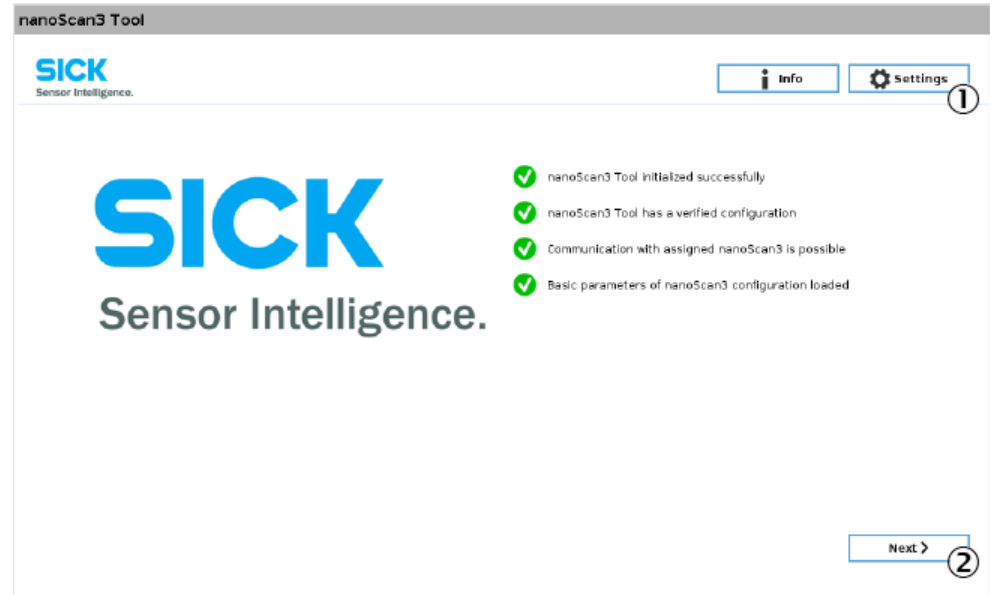 nanoScan3 Tool
SICK
Sensor Intelligence.
Info
Settings
①
SICK
Sensor Intelligence.
nanoScan3 Tool initialized successfully
nanoScan3 Tool has a verified configuration
Communication with assigned nanoScan3 is possible
Basic parameters of nanoScan3 configuration loaded
Next >
②